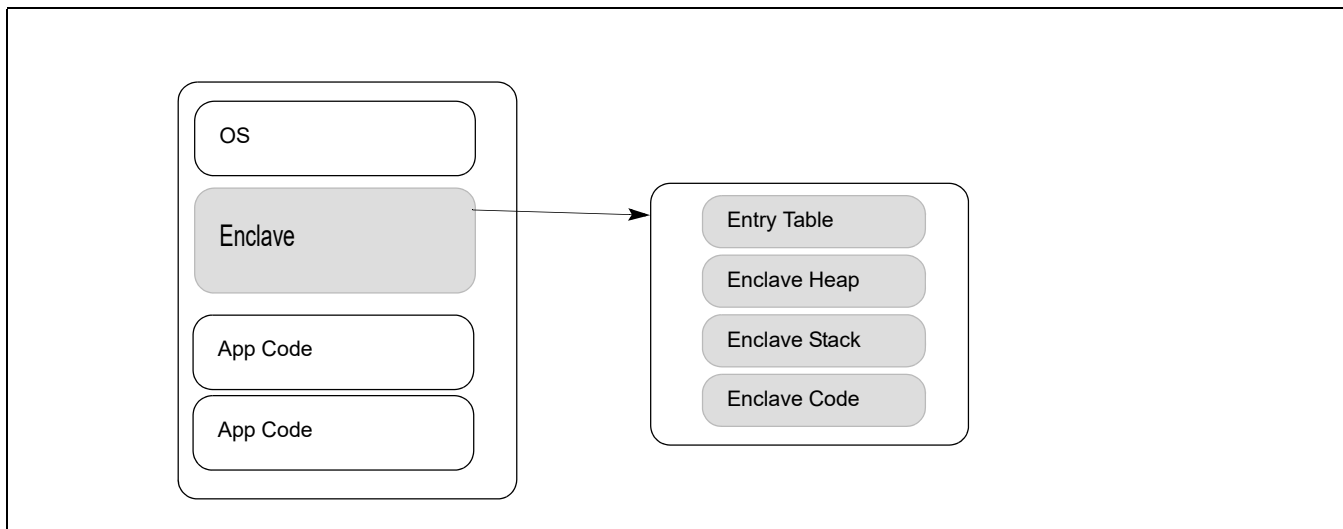 OS
Enclave
App Code
App Code
Entry Table
Enclave Heap
Enclave Stack
Enclave Code